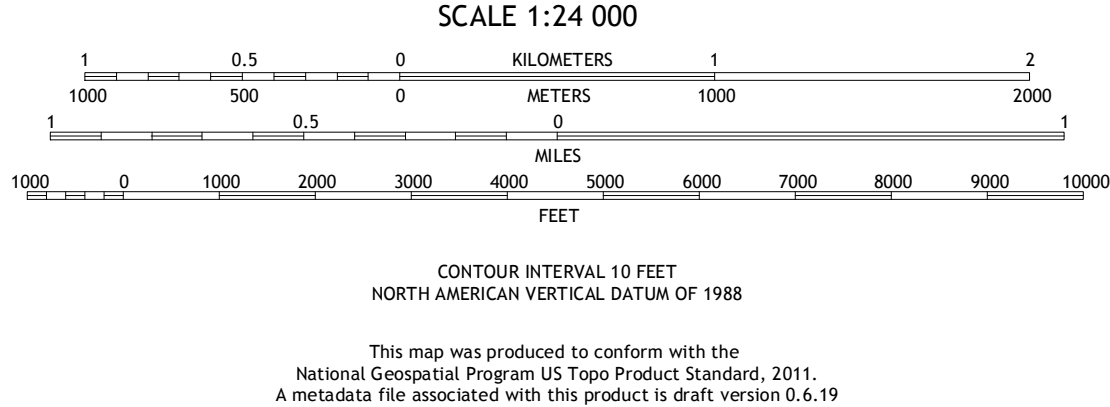 SCALE 1:24 000
1 0.5 0 KILOMETERS 1 2
1000 500 0 METERS 1000 2000
1 0.5 0 1
MILES
1000 0 1000 2000 3000 4000 5000 6000 7000 8000 9000 10000
FEET
CONTOUR INTERVAL 10 FEET
NORTH AMERICAN VERTICAL DATUM OF 1988
This map was produced to conform with the
National Geospatial Program US Topo Product Standard, 2011.
A metadata file associated with this product is draft version 0.6.19